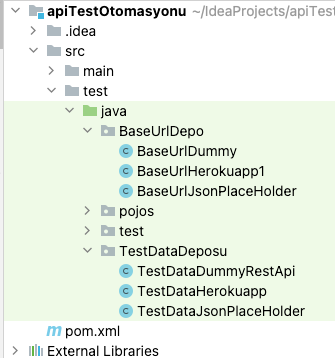 apiTestOtomasyonu ~/IdeaProjects/apiTest
.idea
src
main
test
java
BaseUrlDepo
BaseUrlDummy
BaseUrlHerokuapp1
BaseUrlJsonPlaceHolder
pojos
test
TestDataDeposu
TestDataDummyRestApi
TestDataHerokuapp
TestDataJsonPlaceHolder
pom.xml
External Libraries